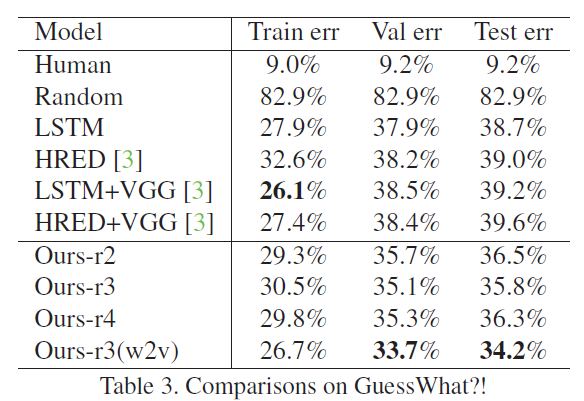 Model Train err Val err Test err
Human 9.0% 9.2% 9.2%
Random 82.9% 82.9% 82.9%
LSTM 27.9% 37.9% 38.7%
HRED [3] 32.6% 38.2% 39.0%
LSTM+VGG [3] 26.1% 38.5% 39.2%
HRED+VGG [3] 27.4% 38.4% 39.6%
Ours-r2 29.3% 35.7% 36.5%
Ours-r3 30.5% 35.1% 35.8%
Ours-r4 29.8% 35.3% 36.3%
Ours-r3(w2v) 26.7% 33.7% 34.2%
Table 3. Comparisons on GuessWhat?!